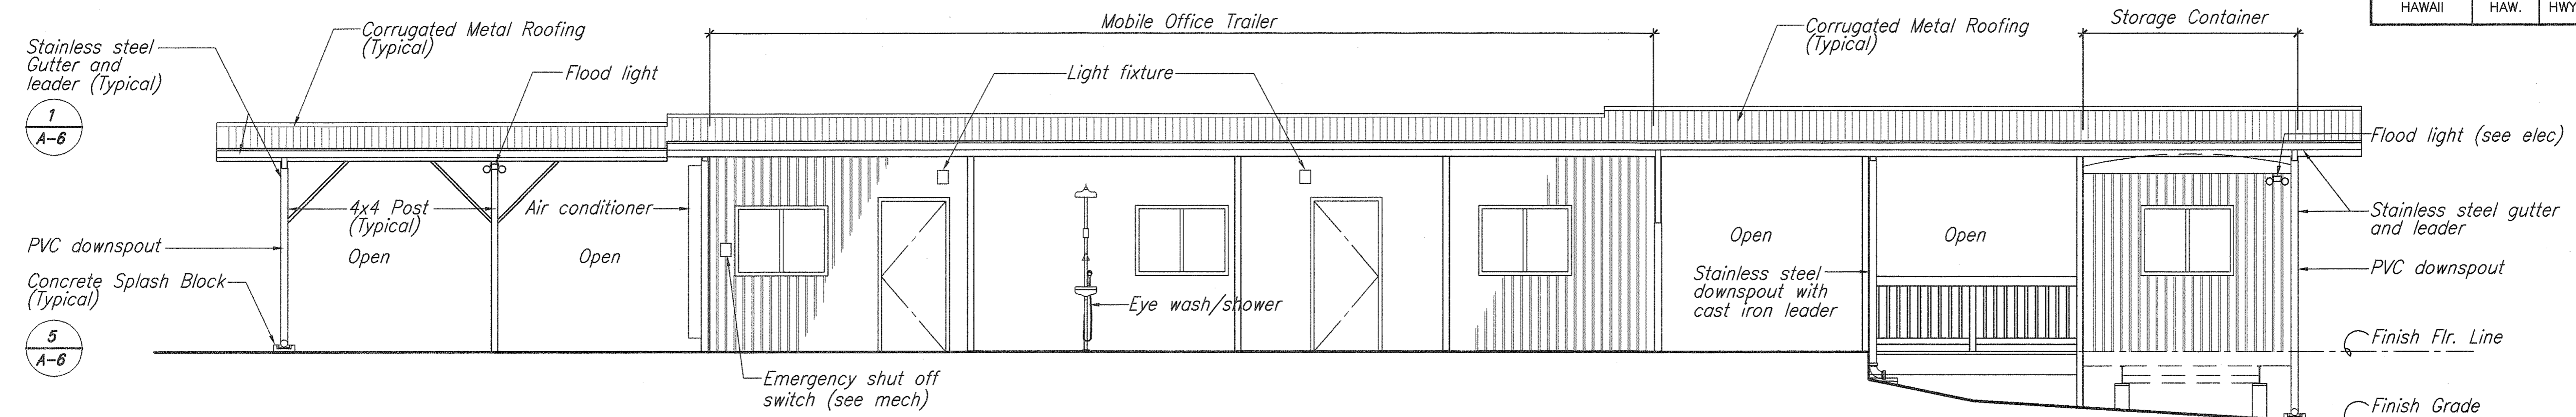 HAWAII HAW. HWY
Mobile Office Trailer
Storage Container
Corrugated Metal Roofing
(Typical)
Corrugated Metal Roofing
(Typical)
Stainless steel
Gutter and
leader (Typical)
Flood light
Light fixture
1
A-6
Flood light (see elec)
4x4 Post
(Typical)
Air conditioner
Stainless steel gutter
and leader
PVC downspout
Open
Open
Open
Open
Stainless steel
downspout with
cast iron leader
PVC downspout
Concrete Splash Block
(Typical)
Eye wash/shower
5
A-6
Finish Flr. Line
Emergency shut off
switch (see mech)
Finish Grade